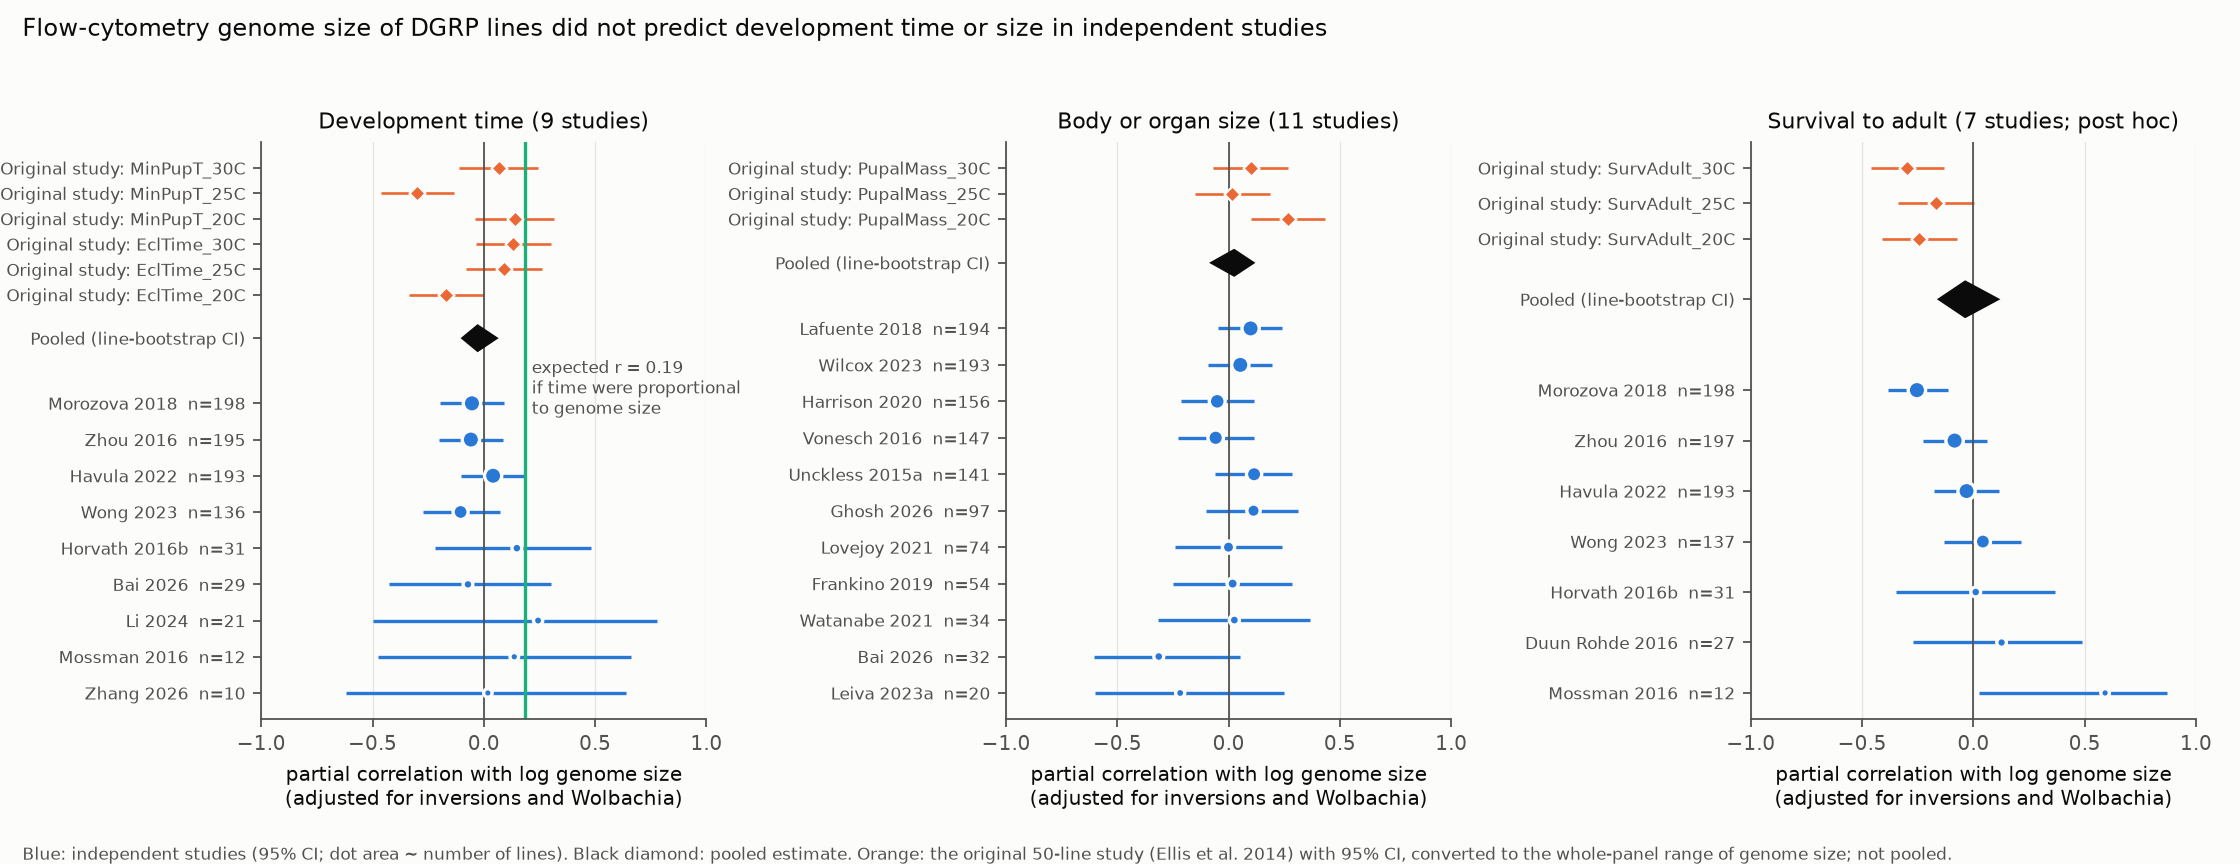 Flow-cytometry genome size of DGRP lines did not predict development time or size in independent studies
Development time (9 studies)
Original study: MinPupT_30C
Original study: MinPupT_25C
Original study: MinPupT_20C
Original study: EclTime_30C
Original study: EclTime_25C
Original study: EclTime_20C
Pooled (line-bootstrap CI)
expected r = 0.19
if time were proportional
to genome size
Morozova 2018 n=198
Zhou 2016 n=195
Havula 2022 n=193
Wong 2023 n=136
Horvath 2016b n=31
Bai 2026 n=29
Li 2024 n=21
Mossman 2016 n=12
Zhang 2026 n=10
−1.0 −0.5 0.0 0.5 1.0
partial correlation with log genome size
(adjusted for inversions and Wolbachia)
Body or organ size (11 studies)
Original study: PupalMass_30C
Original study: PupalMass_25C
Original study: PupalMass_20C
Pooled (line-bootstrap CI)
Lafuente 2018 n=194
Wilcox 2023 n=193
Harrison 2020 n=156
Vonesch 2016 n=147
Unckless 2015a n=141
Ghosh 2026 n=97
Lovejoy 2021 n=74
Frankino 2019 n=54
Watanabe 2021 n=34
Bai 2026 n=32
Leiva 2023a n=20
−1.0 −0.5 0.0 0.5 1.0
partial correlation with log genome size
(adjusted for inversions and Wolbachia)
Survival to adult (7 studies; post hoc)
Original study: SurvAdult_30C
Original study: SurvAdult_25C
Original study: SurvAdult_20C
Pooled (line-bootstrap CI)
Morozova 2018 n=198
Zhou 2016 n=197
Havula 2022 n=193
Wong 2023 n=137
Horvath 2016b n=31
Duun Rohde 2016 n=27
Mossman 2016 n=12
−1.0 −0.5 0.0 0.5 1.0
partial correlation with log genome size
(adjusted for inversions and Wolbachia)
Blue: independent studies (95% CI; dot area ~ number of lines). Black diamond: pooled estimate. Orange: the original 50-line study (Ellis et al. 2014) with 95% CI, converted to the whole-panel range of genome size; not pooled.